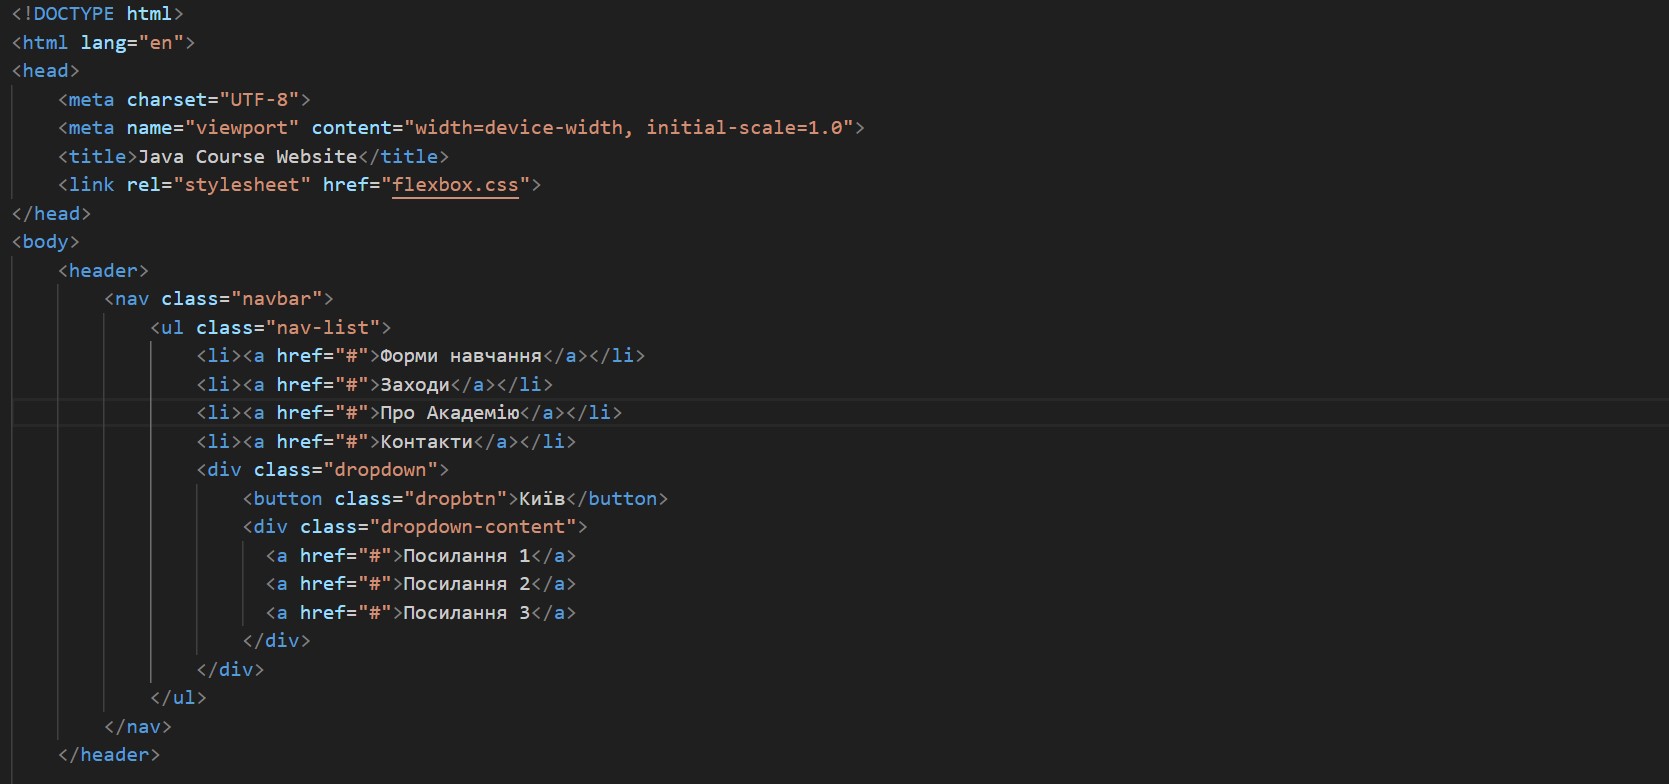 <!DOCTYPE html>
<html lang="en">
<head>
    <meta charset="UTF-8">
    <meta name="viewport" content="width=device-width, initial-scale=1.0">
    <title>Java Course Website</title>
    <link rel="stylesheet" href="flexbox.css">
</head>
<body>
    <header>
        <nav class="navbar">
            <ul class="nav-list">
                <li><a href="#">Форми навчання</a></li>
                <li><a href="#">Заходи</a></li>
                <li><a href="#">Про Академію</a></li>
                <li><a href="#">Контакти</a></li>
                <div class="dropdown">
                    <button class="dropbtn">Київ</button>
                    <div class="dropdown-content">
                      <a href="#">Посилання 1</a>
                      <a href="#">Посилання 2</a>
                      <a href="#">Посилання 3</a>
                    </div>
                </div>
            </ul>
        </nav>
    </header>